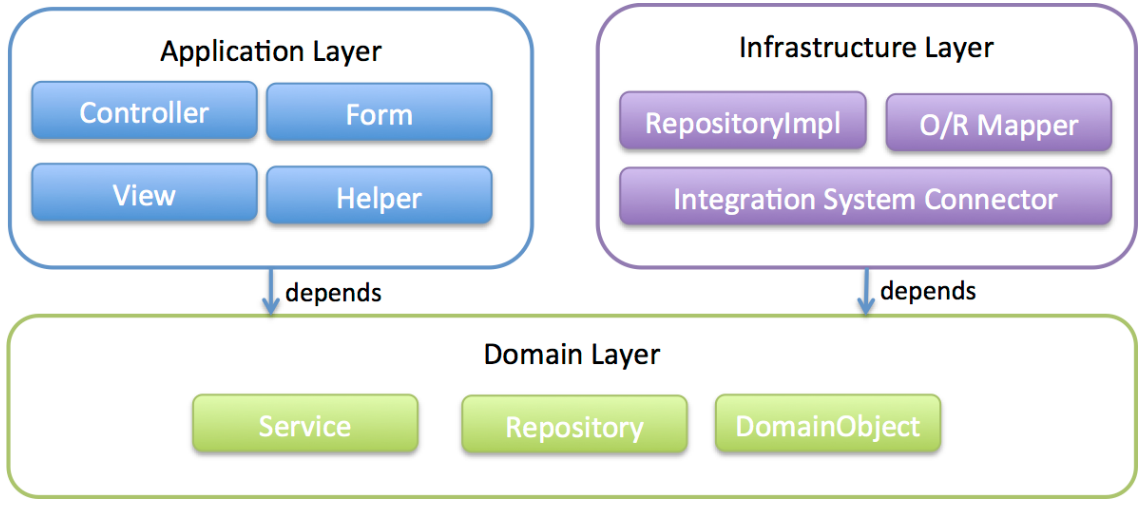 Application Layer
Controller
Form
View
Helper
Infrastructure Layer
RepositoryImpl
O/R Mapper
Integration System Connector
depends
depends
Domain Layer
Service
Repository
DomainObject